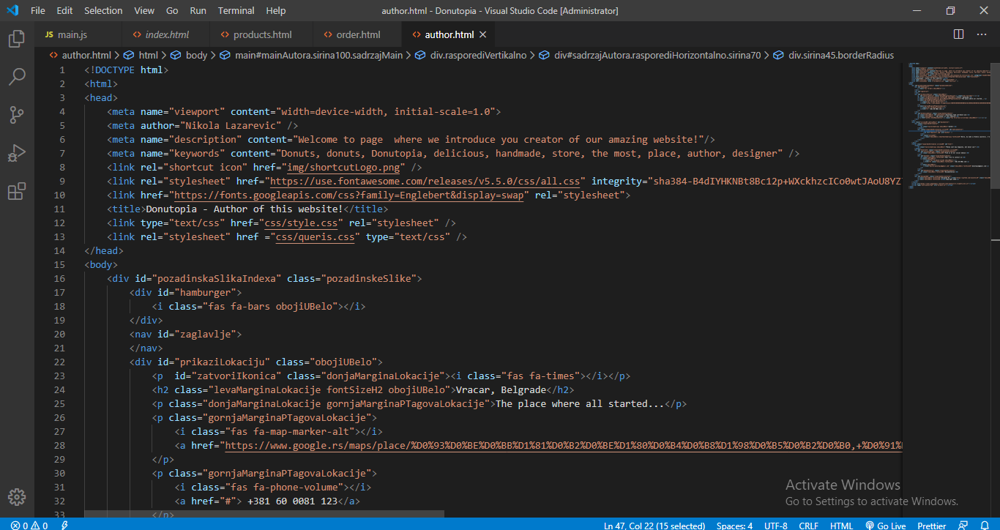 File Edit Selection View Go Run Terminal Help author.html - Donutopia - Visual Studio Code [Administrator]
JS main.js <> index.html <> products.html <> order.html <> author.html
<> author.html > html > body > main#mainAutora.sirina100.sadrzajMain > div.rasporediVertikalno > div#sadrzajAutora.rasporediHorizontalno.sirina70 > div.sirina45.borderRadius
1 <!DOCTYPE html>
2 <html>
3 <head>
4 <meta name="viewport" content="width=device-width, initial-scale=1.0">
5 <meta author="Nikola Lazarevic" />
6 <meta name="description" content="Welcome to page  where we introduce you creator of our amazing website!"/>
7 <meta name="keywords" content="Donuts, donuts, Donutopia, delicious, handmade, store, the most, place, author, designer" />
8 <link rel="shortcut icon" href="img/shortcutLogo.png" />
9 <link rel="stylesheet" href="https://use.fontawesome.com/releases/v5.5.0/css/all.css" integrity="sha384-B4dIYHKNBt8Bc12p+WXckhzcICo0wtJAoU8YZ
10 <link href="https://fonts.googleapis.com/css?family=Englebert&display=swap" rel="stylesheet">
11 <title>Donutopia - Author of this website!</title>
12 <link type="text/css" href="css/style.css" rel="stylesheet" />
13 <link rel="stylesheet" href ="css/queris.css" type="text/css" />
14 </head>
15 <body>
16 <div id="pozadinskaSlikaIndexa" class="pozadinskeSlike">
17 <div id="hamburger">
18 <i class="fas fa-bars obojiUBelo"></i>
19 </div>
20 <nav id="zaglavlje">
21 </nav>
22 <div id="prikaziLokaciju" class="obojiUBelo">
23 <p  id="zatvoriIkonica" class="donjaMarginaLokacije"><i class="fas fa-times"></i></p>
24 <h2 class="levaMarginaLokacije fontSizeH2 obojiUBelo">Vracar, Belgrade</h2>
25 <p class="donjaMarginaLokacije gornjaMarginaPTagovaLokacije">The place where all started...</p>
26 <p class="gornjaMarginaPTagovaLokacije">
27 <i class="fas fa-map-marker-alt"></i>
28 <a href="https://www.google.rs/maps/place/%D0%93%D0%BE%D0%BB%D1%81%D0%B2%D0%BE%D1%80%D0%B4%D0%B8%D1%98%D0%B5%D0%B2%D0%B0,+%D0%91%
29 </p>
30 <p class="gornjaMarginaPTagovaLokacije">
31 <i class="fas fa-phone-volume"></i>
32 <a href="#"> +381 60 0081 123</a>
33 </p>
Activate Windows
Go to Settings to activate Windows.
0 0 Ln 47, Col 22 (15 selected) Spaces: 4 UTF-8 CRLF HTML Go Live Prettier